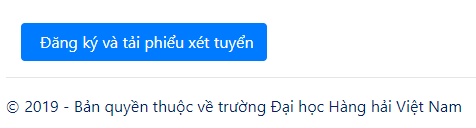 Đăng ký và tải phiếu xét tuyển
© 2019 - Bản quyền thuộc về trường Đại học Hàng hải Việt Nam